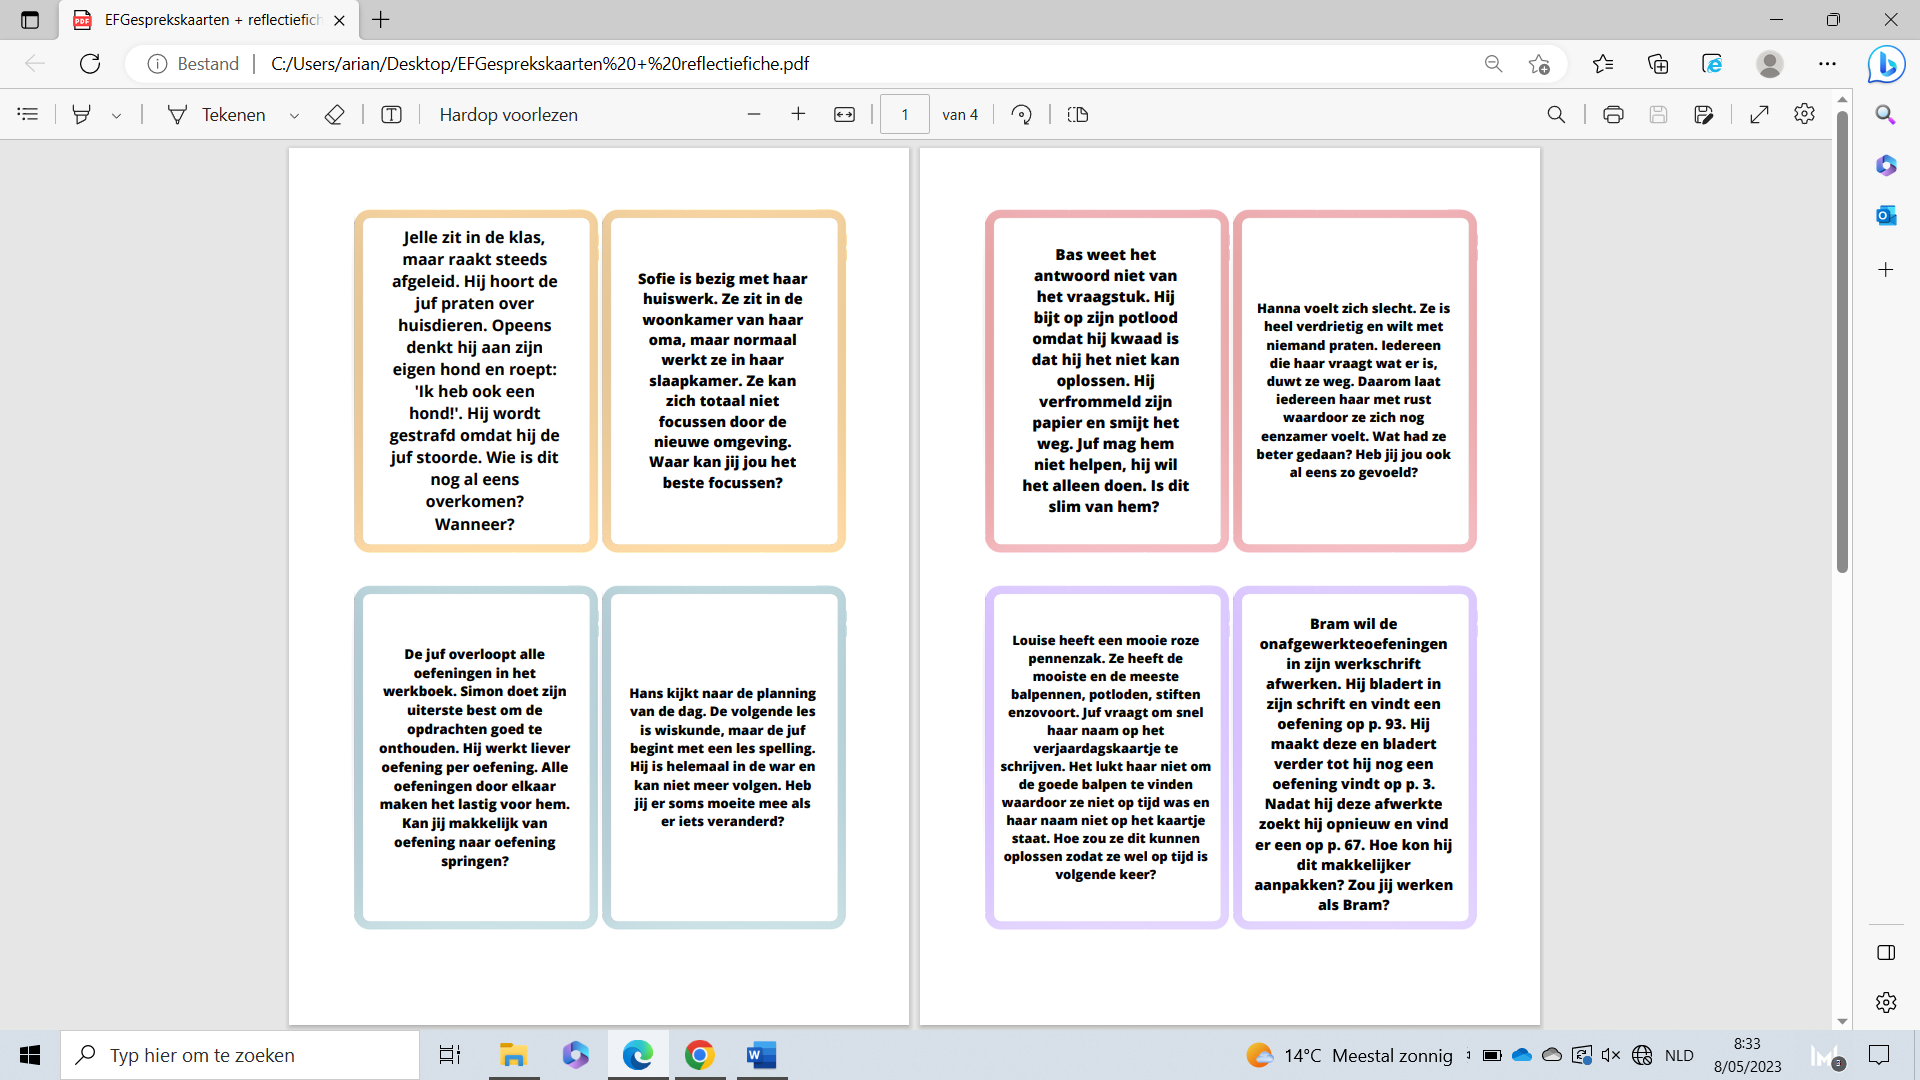 EFGesprekskaarten + reflectiefich
Bestand
C:/Users/arian/Desktop/EFGesprekskaarten%20+%20reflectiefiche.pdf
Tekenen
Hardop voorlezen
1
van 4
Jelle zit in de klas,
maar raakt steeds
afgeleid. Hij hoort de
juf praten over
huisdieren. Opeens
denkt hij aan zijn
eigen hond en roept:
'Ik heb ook een
hond!'. Hij wordt
gestrafd omdat hij de
juf stoorde. Wie is dit
nog al eens
overkomen?
Wanneer?
Sofie is bezig met haar
huiswerk. Ze zit in de
woonkamer van haar
oma, maar normaal
werkt ze in haar
slaapkamer. Ze kan
zich totaal niet
focussen door de
nieuwe omgeving.
Waar kan jij jou het
beste focussen?
Bas weet het
antwoord niet van
het vraagstuk. Hij
bijt op zijn potlood
omdat hij kwaad is
dat hij het niet kan
oplossen. Hij
verfrommeld zijn
papier en smijt het
weg. Juf mag hem
niet helpen, hij wil
het alleen doen. Is dit
slim van hem?
Hanna voelt zich slecht. Ze is
heel verdrietig en wilt met
niemand praten. Iedereen
die haar vraagt wat er is,
duwt ze weg. Daarom laat
iedereen haar met rust
waardoor ze zich nog
eenzamer voelt. Wat had ze
beter gedaan? Heb jij jou ook
al eens zo gevoeld?
De juf overloopt alle
oefeningen in het
werkboek. Simon doet zijn
uiterste best om de
opdrachten goed te
onthouden. Hij werkt liever
oefening per oefening. Alle
oefeningen door elkaar
maken het lastig voor hem.
Kan jij makkelijk van
oefening naar oefening
springen?
Hans kijkt naar de planning
van de dag. De volgende les
is wiskunde, maar de juf
begint met een les spelling.
Hij is helemaal in de war en
kan niet meer volgen. Heb
jij er soms moeite mee als
er iets veranderd?
Louise heeft een mooie roze
pennenzak. Ze heeft de
mooiste en de meeste
balpennen, potloden, stiften
enzovoort. Juf vraagt om snel
haar naam op het
verjaardagskaartje te
schrijven. Het lukt haar niet om
de goede balpen te vinden
waardoor ze niet op tijd was en
haar naam niet op het kaartje
staat. Hoe zou ze dit kunnen
oplossen zodat ze wel op tijd is
volgende keer?
Bram wil de
onafgewerkteoefeningen
in zijn werkschrift
afwerken. Hij bladert in
zijn schrift en vindt een
oefening op p. 93. Hij
maakt deze en bladert
verder tot hij nog een
oefening vindt op p. 3.
Nadat hij deze afwerkte
zoekt hij opnieuw en vind
er een op p. 67. Hoe kon hij
dit makkelijker
aanpakken? Zou jij werken
als Bram?
Typ hier om te zoeken
14°C Meestal zonnig
NLD
8:33
8/05/2023
3